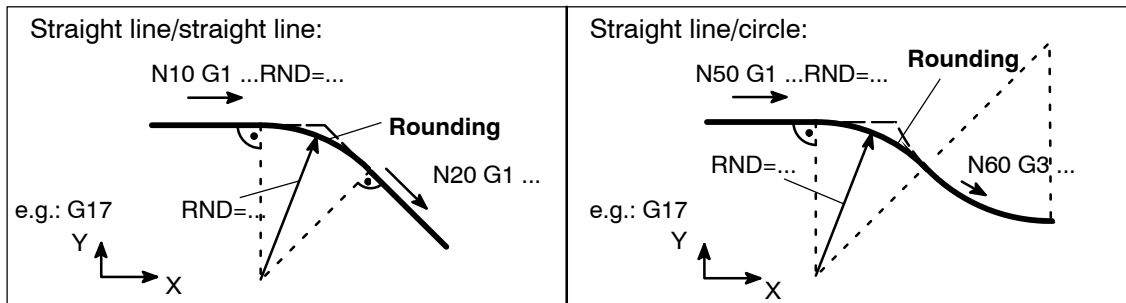 Straight line/straight line:
N10 G1 ...RND=...
Rounding
N20 G1 ...
RND=...
e.g.: G17
Y
X
Straight line/circle:
Rounding
N50 G1 ...RND=...
RND=...
N60 G3 ...
e.g.: G17
Y
X